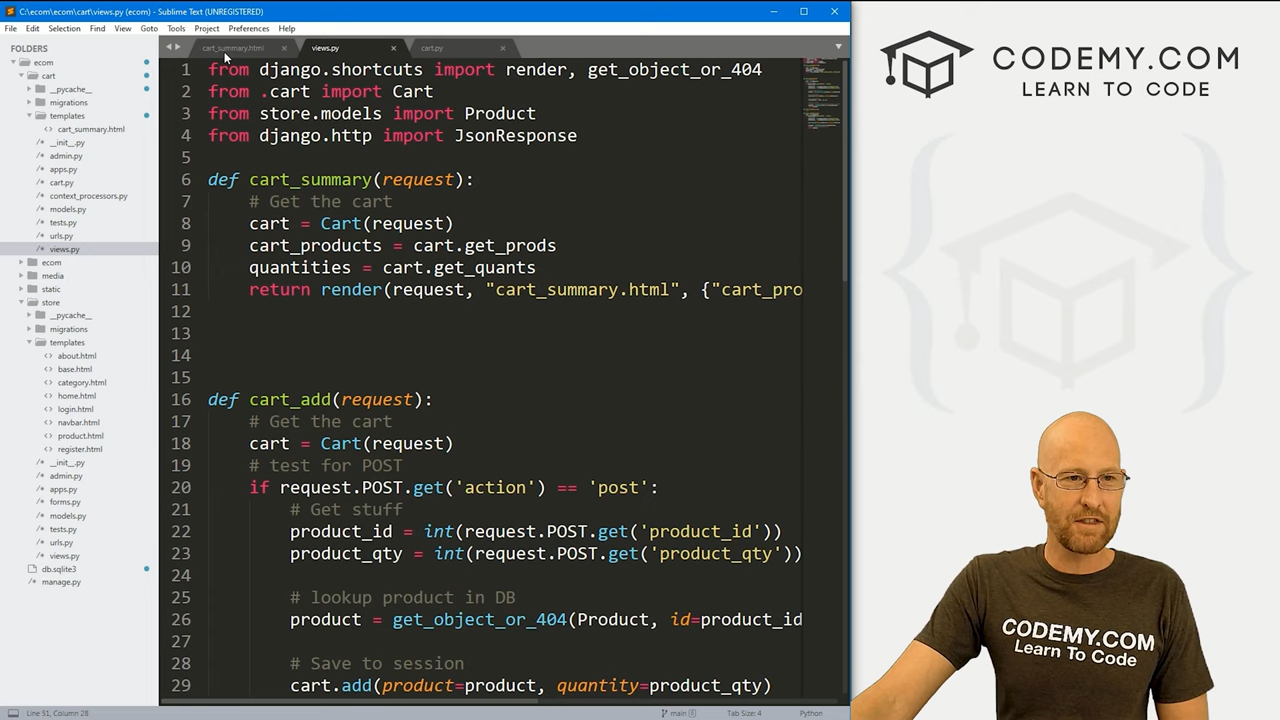 C:\ecom\ecom\cart\views.py (ecom) - Sublime Text (UNREGISTERED)
File Edit Selection Find View Goto Tools Project Preferences Help
FOLDERS
ecom
cart
__pycache__
migrations
templates
cart_summary.html
__init__.py
admin.py
apps.py
cart.py
context_processors.py
models.py
tests.py
urls.py
views.py
ecom
media
static
store
__pycache__
migrations
templates
about.html
base.html
category.html
home.html
login.html
navbar.html
product.html
register.html
__init__.py
admin.py
apps.py
forms.py
models.py
tests.py
urls.py
views.py
db.sqlite3
manage.py
cart_summary.html views.py cart.py
1 from django.shortcuts import render, get_object_or_404
2 from .cart import Cart
3 from store.models import Product
4 from django.http import JsonResponse
5
6 def cart_summary(request):
7 # Get the cart
8 cart = Cart(request)
9 cart_products = cart.get_prods
10 quantities = cart.get_quants
11 return render(request, "cart_summary.html", {"cart_pro
12
13
14
15
16 def cart_add(request):
17 # Get the cart
18 cart = Cart(request)
19 # test for POST
20 if request.POST.get('action') == 'post':
21 # Get stuff
22 product_id = int(request.POST.get('product_id'))
23 product_qty = int(request.POST.get('product_qty'))
24
25 # lookup product in DB
26 product = get_object_or_404(Product, id=product_id
27
28 # Save to session
29 cart.add(product=product, quantity=product_qty)
Line 51, Column 28 main 6 Tab Size: 4 Python
CODEMY.COM
LEARN TO CODE
CODEMY.COM
Learn To Code